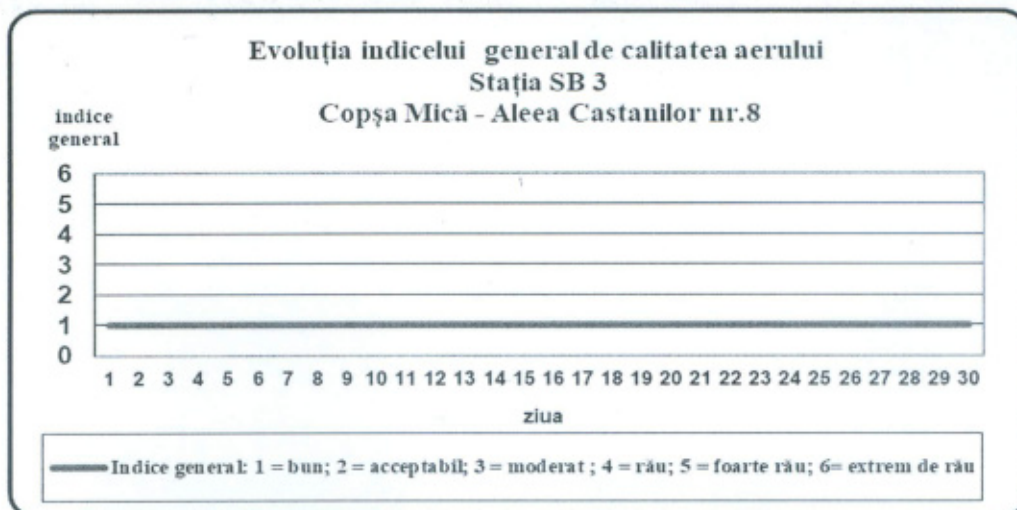 Evoluția indicelui general de calitatea aerului
Stația SB 3
Copșa Mică - Aleea Castanilor nr.8
indice
general
6
5
4
3
2
1
0
1 2 3 4 5 6 7 8 9 10 11 12 13 14 15 16 17 18 19 20 21 22 23 24 25 26 27 28 29 30
ziua
Indice general: 1 = bun; 2 = acceptabil; 3 = moderat ; 4 = rău; 5 = foarte rău; 6= extrem de rău